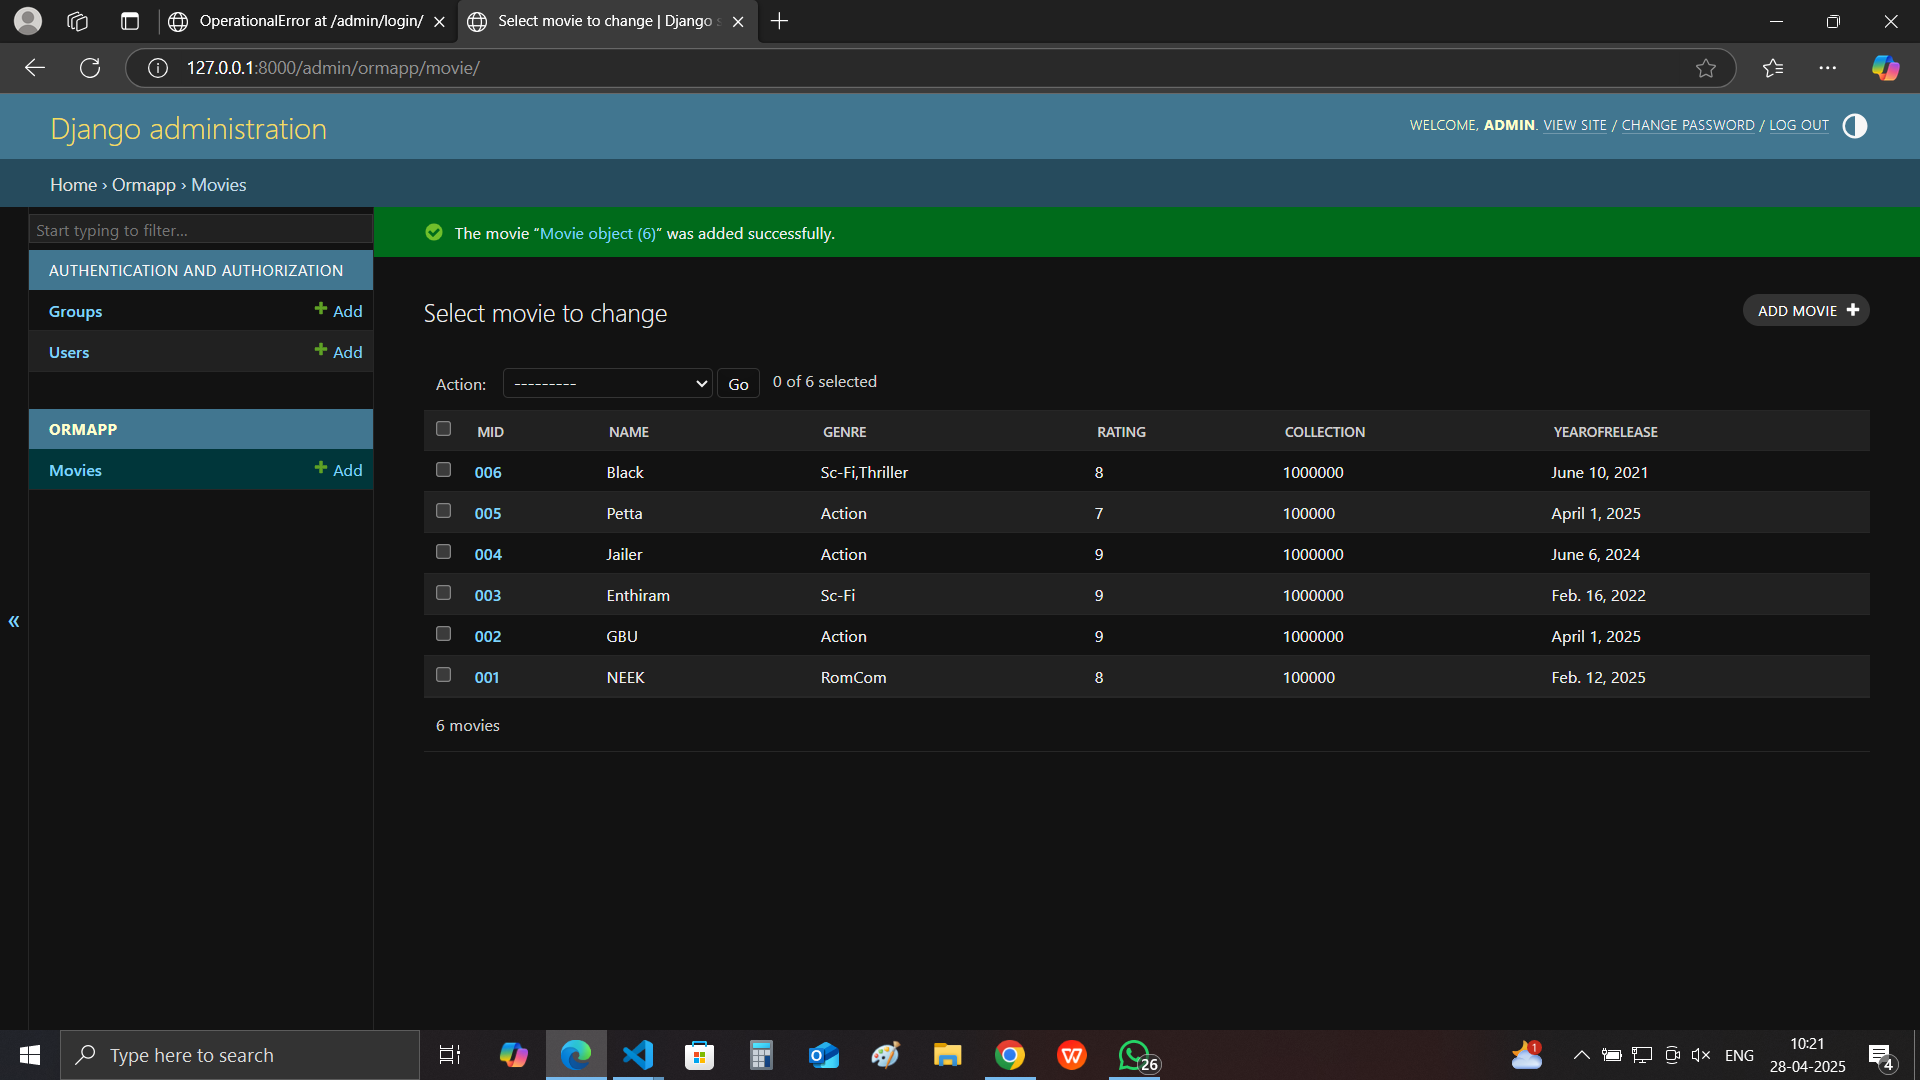 OperationalError at /admin/login/
Select movie to change | Django s
127.0.0.1:8000/admin/ormapp/movie/
Django administration
WELCOME, ADMIN. VIEW SITE / CHANGE PASSWORD / LOG OUT
Home › Ormapp › Movies
Start typing to filter...
The movie “Movie object (6)” was added successfully.
AUTHENTICATION AND AUTHORIZATION
Groups Add
Users Add
ORMAPP
Movies Add
Select movie to change
ADD MOVIE
Action: --------- Go 0 of 6 selected
MID NAME GENRE RATING COLLECTION YEAROFRELEASE
006 Black Sc-Fi,Thriller 8 1000000 June 10, 2021
005 Petta Action 7 100000 April 1, 2025
004 Jailer Action 9 1000000 June 6, 2024
003 Enthiram Sc-Fi 9 1000000 Feb. 16, 2022
002 GBU Action 9 1000000 April 1, 2025
001 NEEK RomCom 8 100000 Feb. 12, 2025
6 movies
«
Type here to search
26
1
ENG
10:21
28-04-2025
4